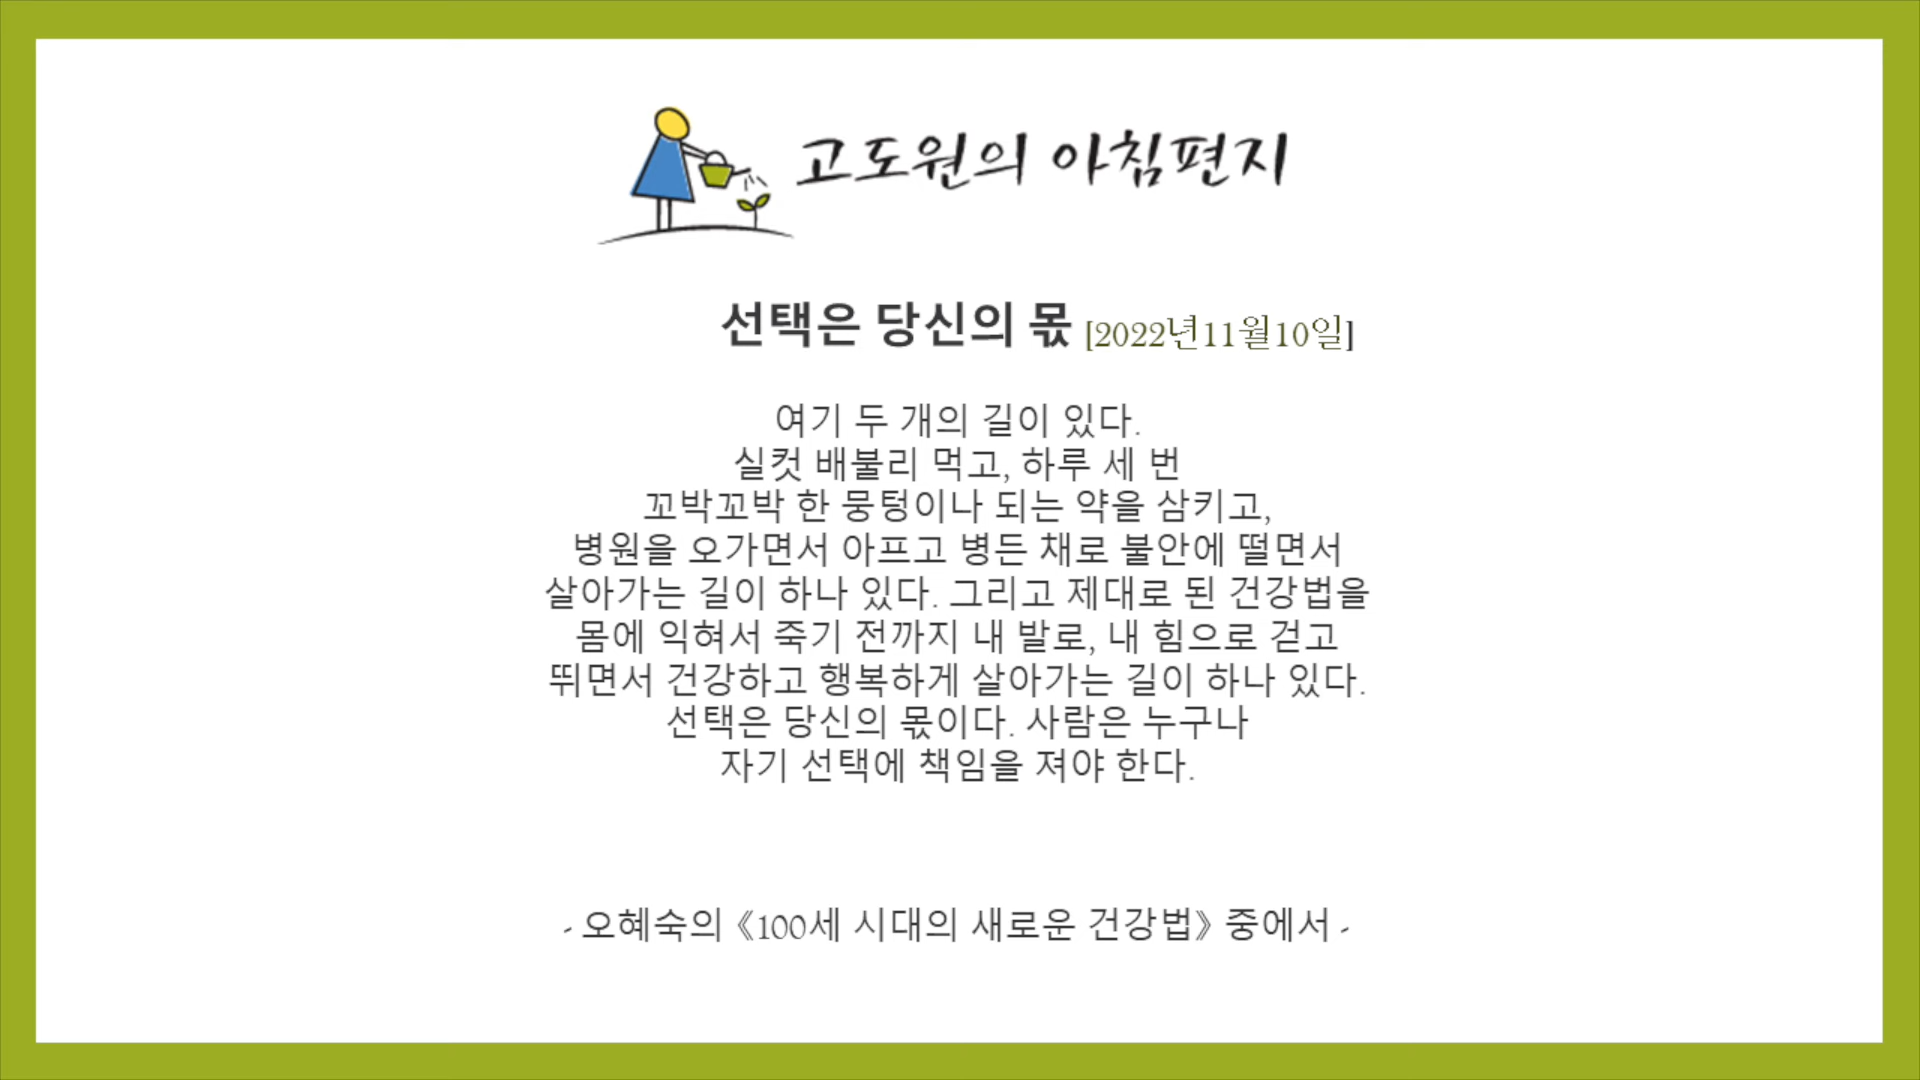 고도원의 아침편지
선택은 당신의 몫 [2022년11월10일]
여기 두 개의 길이 있다.
실컷 배불리 먹고, 하루 세 번
꼬박꼬박 한 뭉텅이나 되는 약을 삼키고,
병원을 오가면서 아프고 병든 채로 불안에 떨면서
살아가는 길이 하나 있다. 그리고 제대로 된 건강법을
몸에 익혀서 죽기 전까지 내 발로, 내 힘으로 걷고
뛰면서 건강하고 행복하게 살아가는 길이 하나 있다.
선택은 당신의 몫이다. 사람은 누구나
자기 선택에 책임을 져야 한다.
- 오혜숙의 《100세 시대의 새로운 건강법》 중에서 -